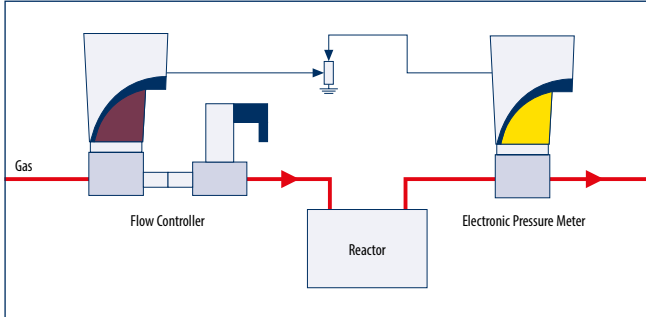 Gas
Flow Controller
Electronic Pressure Meter
Reactor